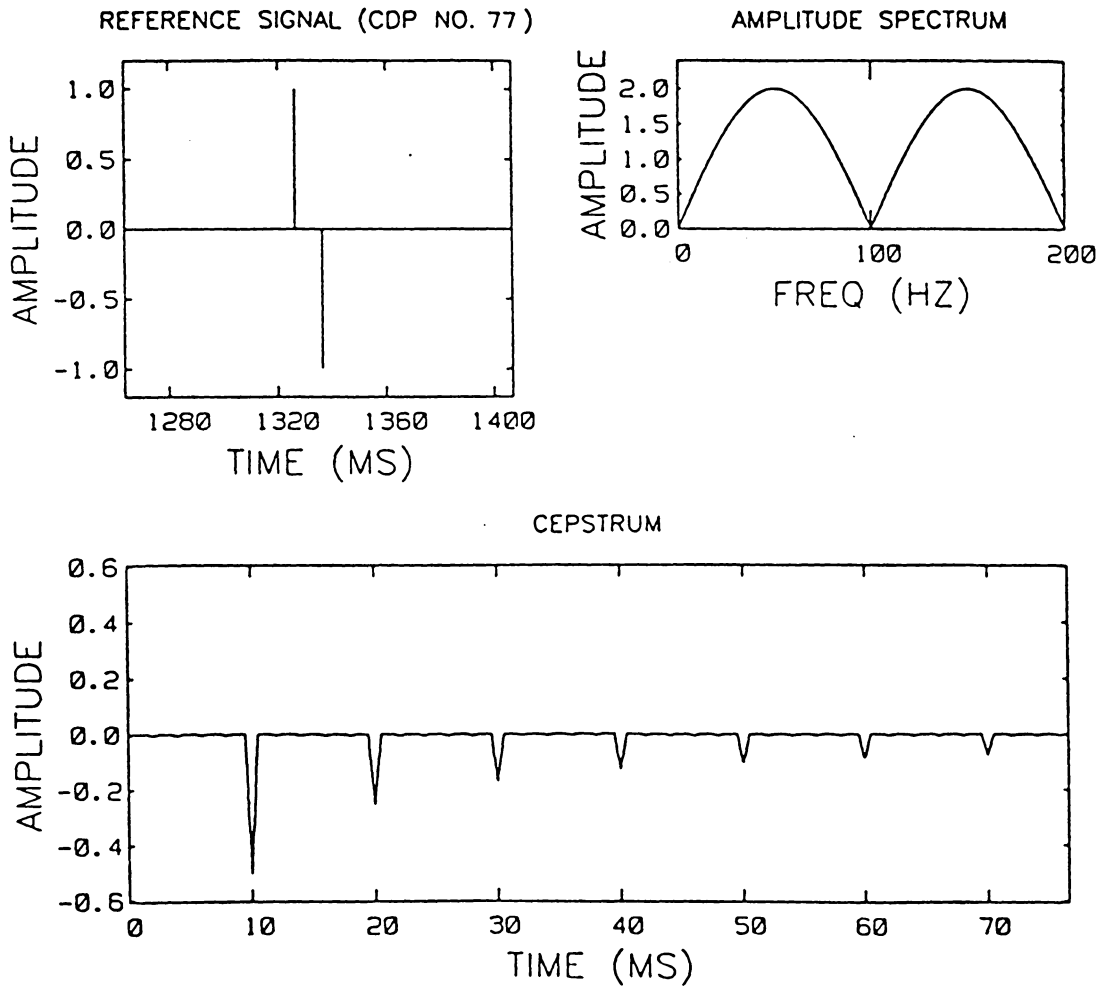 REFERENCE SIGNAL (CDP NO. 77)
AMPLITUDE
1.0
0.5
0.0
-0.5
-1.0
1280 1320 1360 1400
TIME (MS)
AMPLITUDE SPECTRUM
AMPLITUDE
2.0
1.5
1.0
0.5
0.0
0 100 200
FREQ (HZ)
CEPSTRUM
AMPLITUDE
0.6
0.4
0.2
0.0
-0.2
-0.4
-0.6
0 10 20 30 40 50 60 70
TIME (MS)